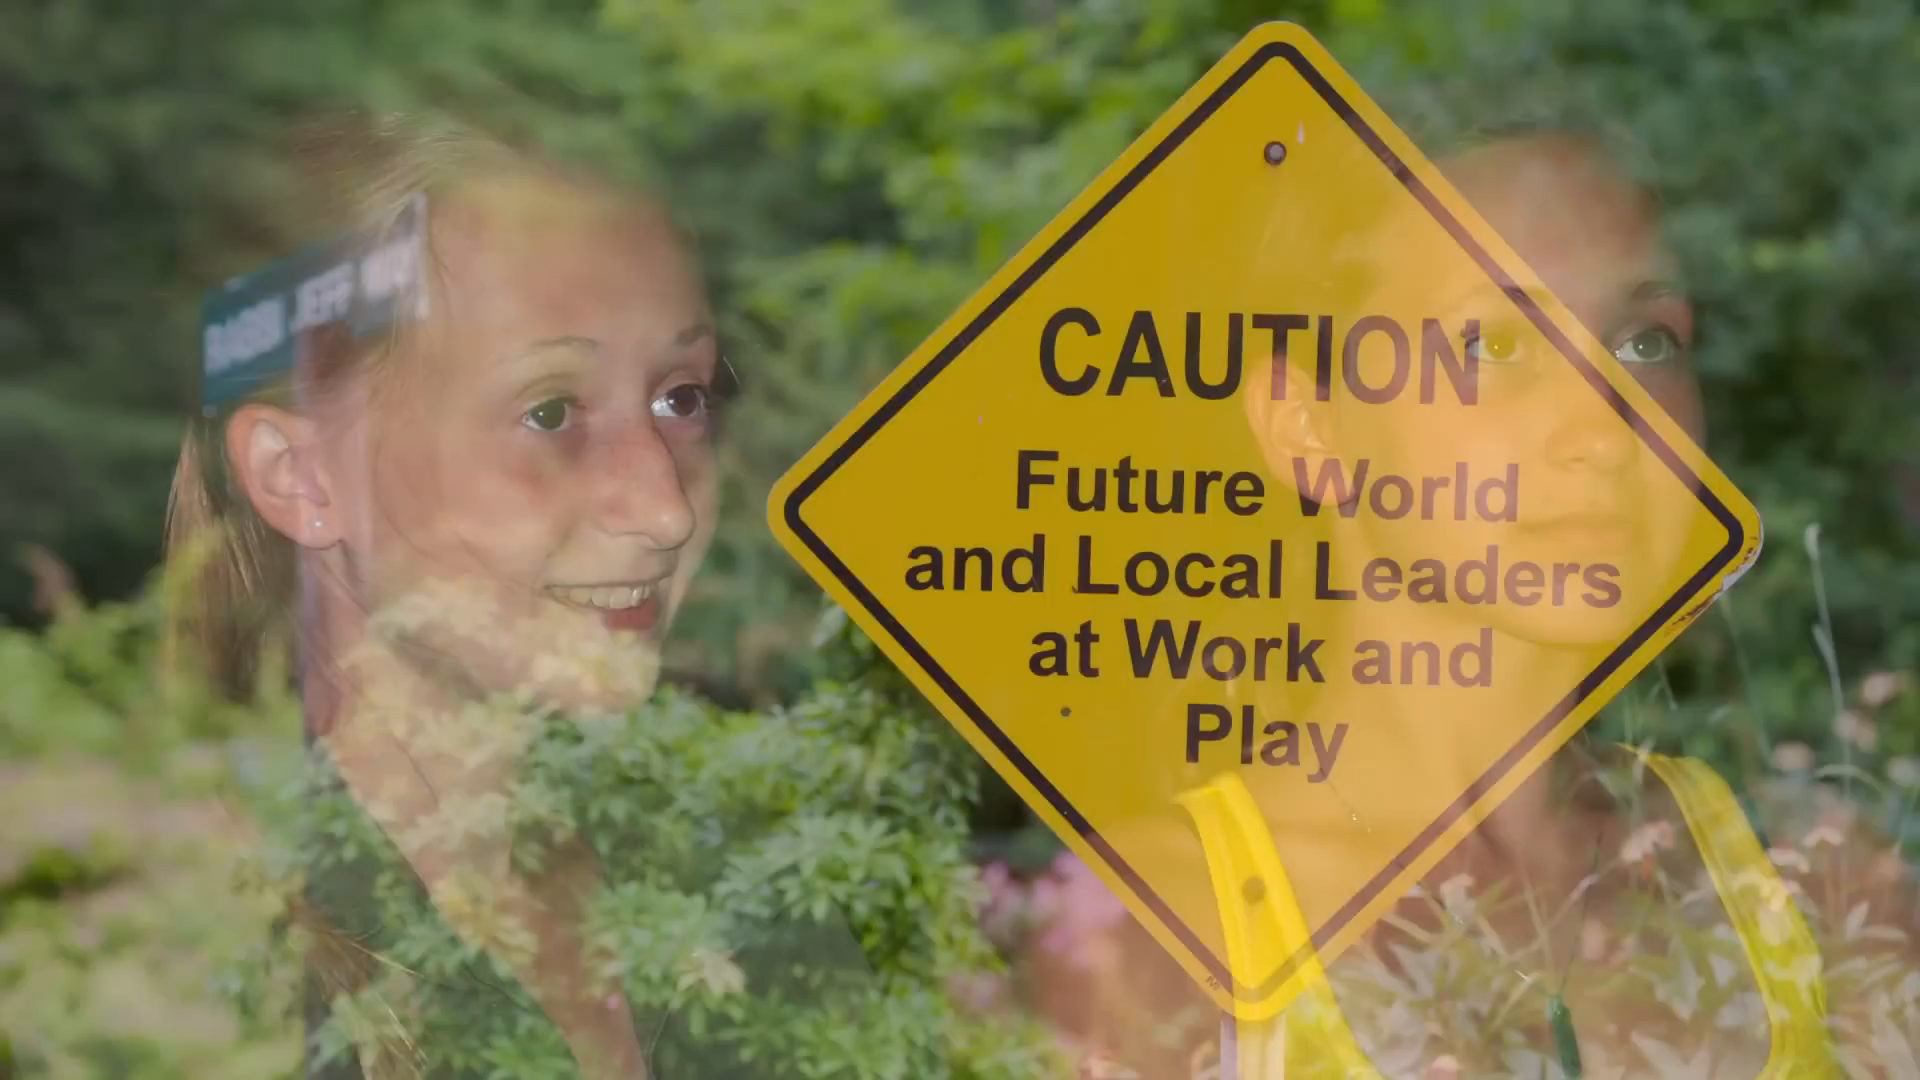 CAUTION
Future World
and Local Leaders
at Work and
Play